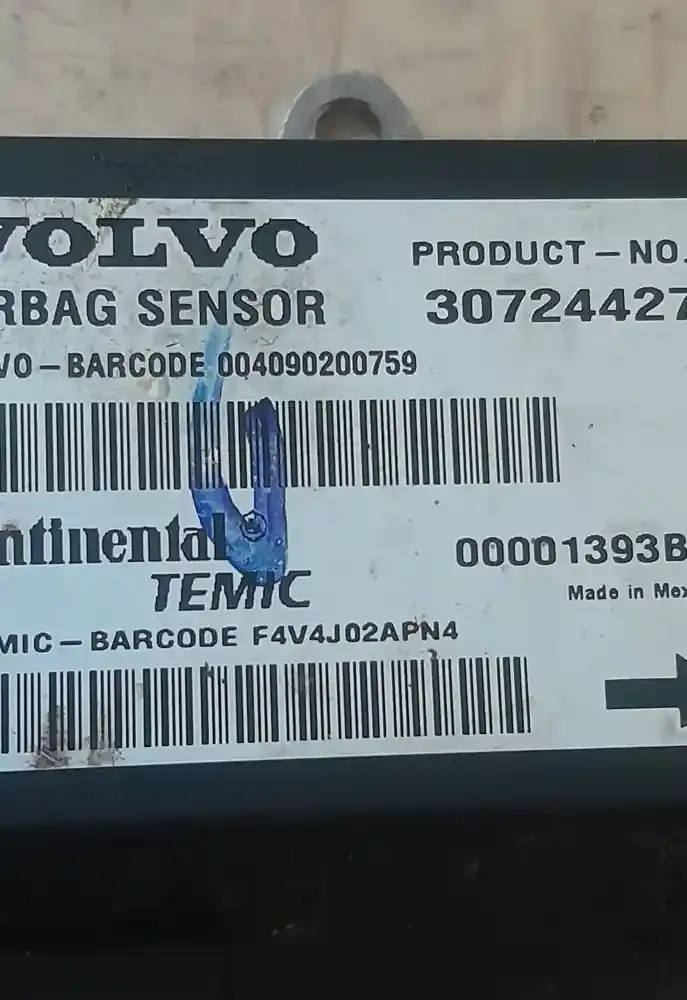 VOLVO
PRODUCT – NO.
RBAG SENSOR
30724427
VO – BARCODE 004090200759
ntinental
TEMIC
00001393B
Made in Mex
MIC – BARCODE F4V4J02APN4